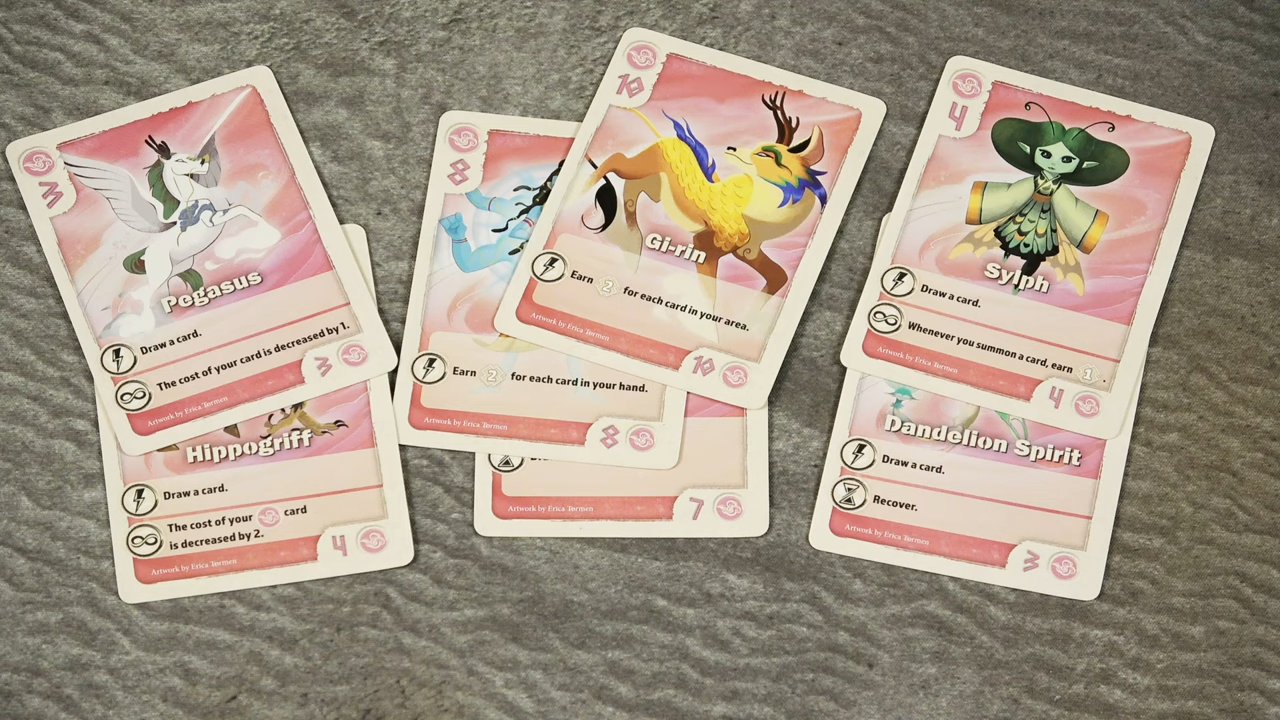 3
Pegasus
Draw a card.
The cost of your card is decreased by 1.
Artwork by Erica Tormen
3
Hippogriff
Draw a card.
The cost of your card
is decreased by 2.
Artwork by Erica Tormen
4
8
Earn 2 for each card in your hand.
Artwork by Erica Tormen
8
10
Gi-rin
Earn 2 for each card in your area.
Artwork by Erica Tormen
10
Artwork by Erica Tormen
7
4
Sylph
Draw a card.
Whenever you summon a card, earn 1.
Artwork by Erica Tormen
4
Dandelion Spirit
Draw a card.
Recover.
Artwork by Erica Tormen
3